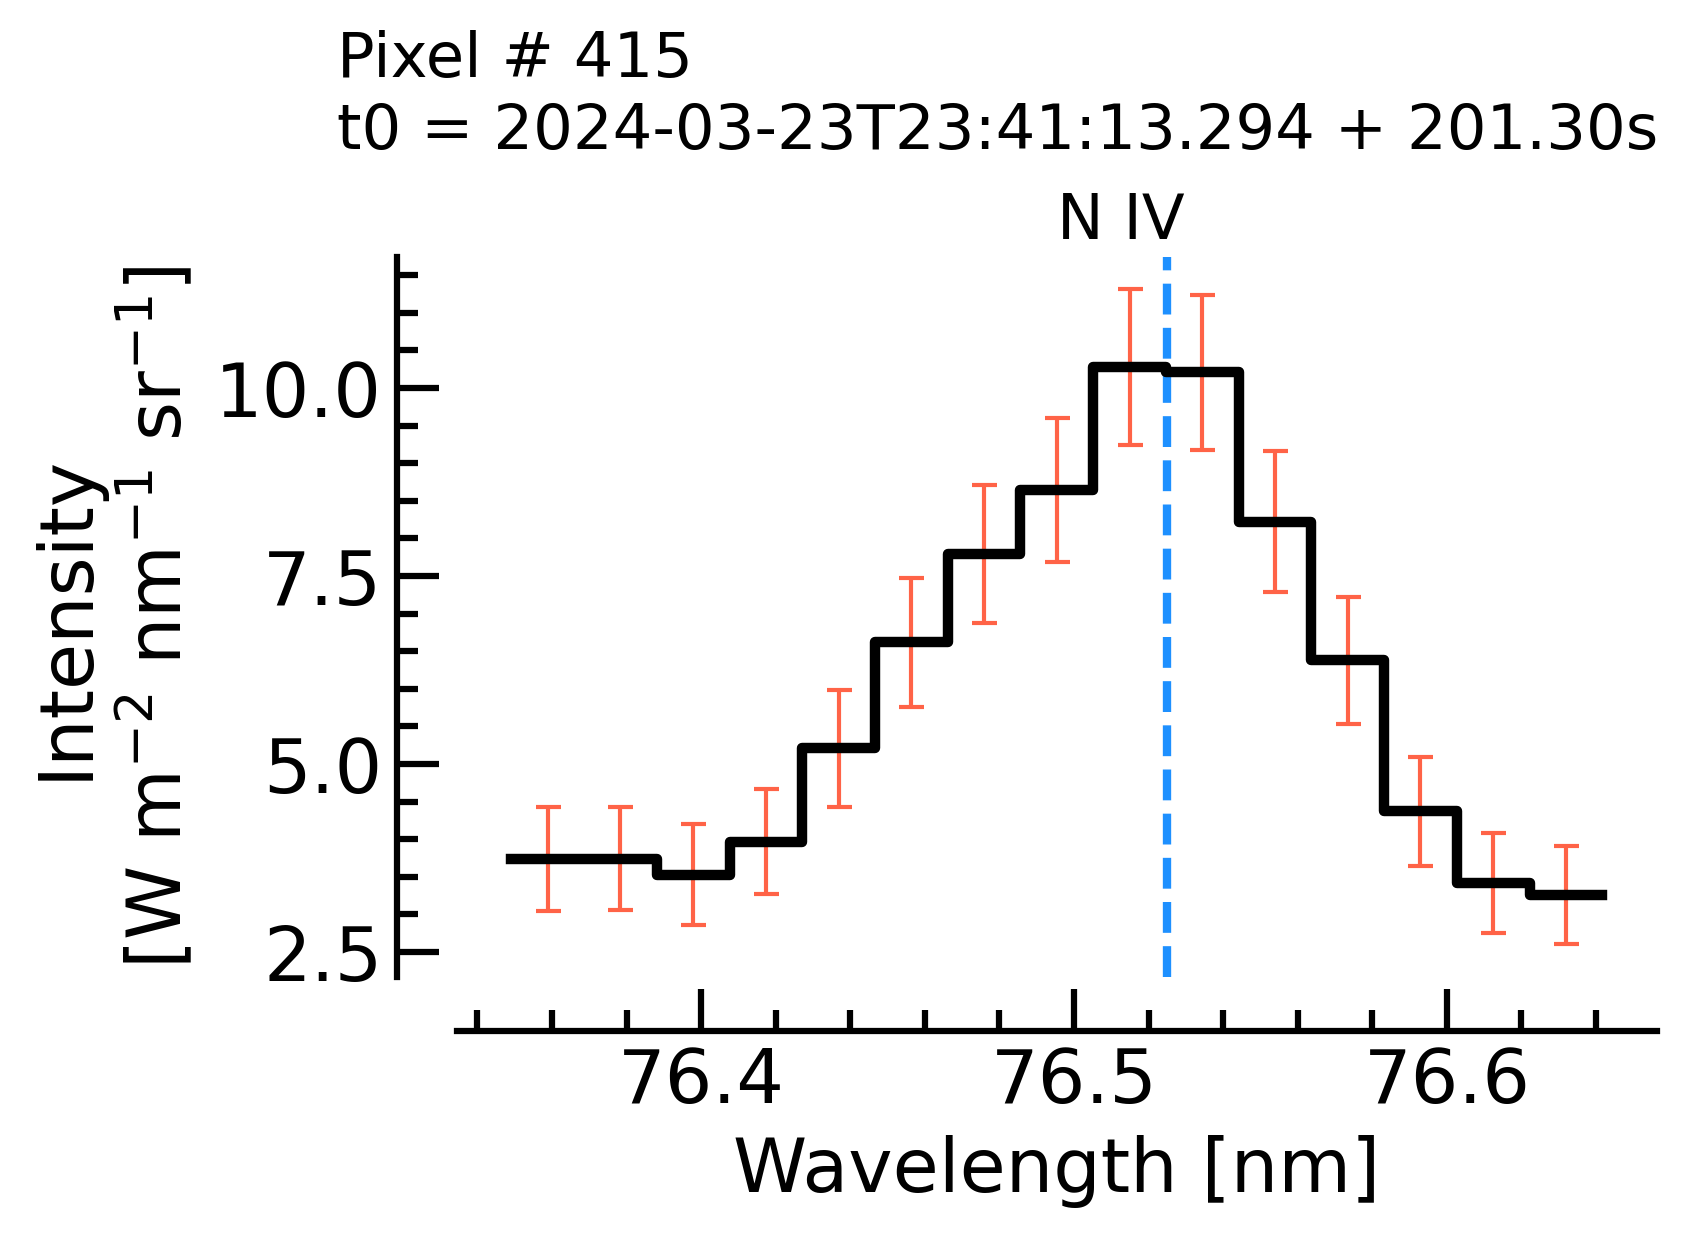 Pixel # 415
t0 = 2024-03-23T23:41:13.294 + 201.30s
N IV
Intensity
[W m⁻² nm⁻¹ sr⁻¹]
10.0
7.5
5.0
2.5
76.4 76.5 76.6
Wavelength [nm]